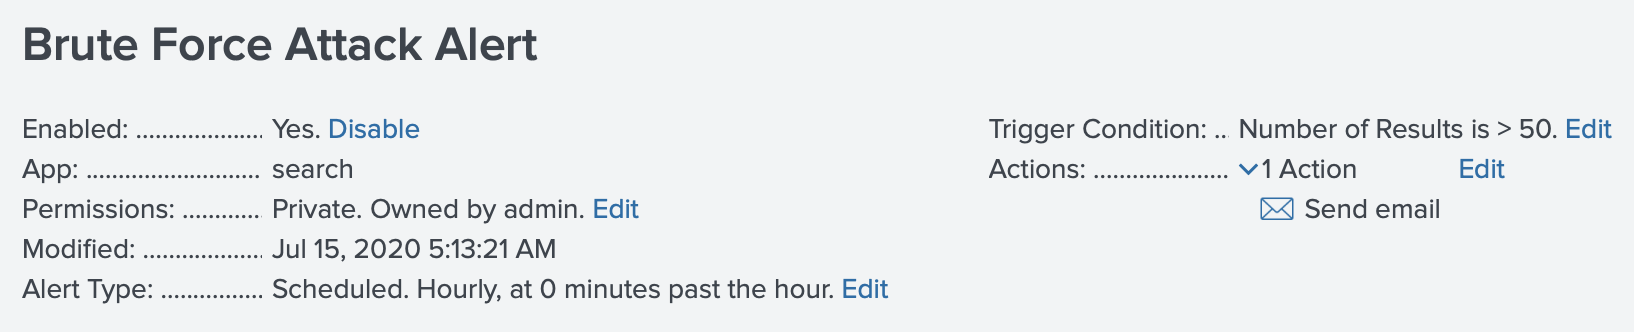 Brute Force Attack Alert
Enabled: .................... Yes. Disable
App: ........................... search
Permissions: ............ Private. Owned by admin. Edit
Modified: ................... Jul 15, 2020 5:13:21 AM
Alert Type: ................ Scheduled. Hourly, at 0 minutes past the hour. Edit
Trigger Condition: .. Number of Results is > 50. Edit
Actions: ..................... 1 Action Edit
Send email